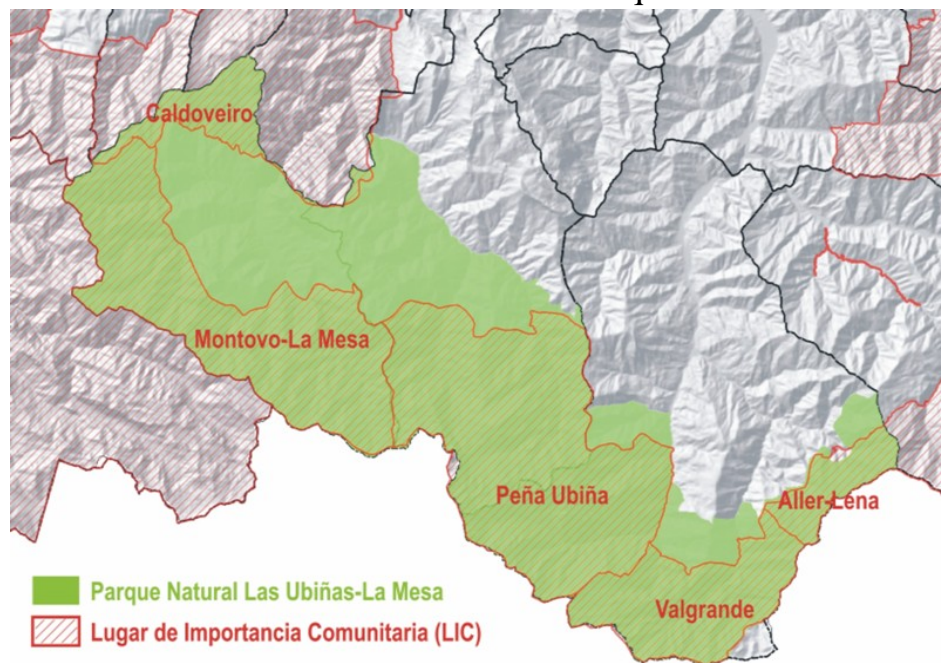 Caldoveiro
Montovo-La Mesa
Peña Ubiña
Aller-Léna
Valgrande
Parque Natural Las Ubiñas-La Mesa
Lugar de Importancia Comunitaria (LIC)